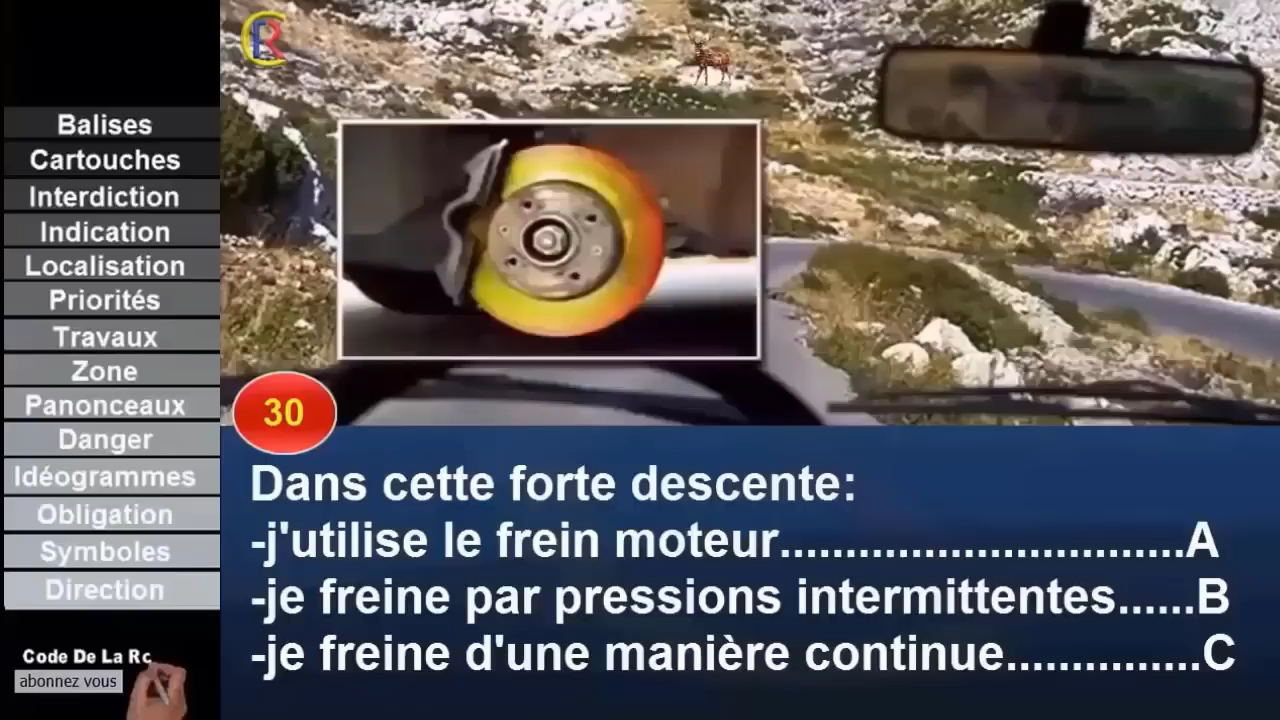 Balises
Cartouches
Interdiction
Indication
Localisation
Priorités
Travaux
Zone
Panonceaux
Danger
Idéogrammes
Obligation
Symboles
Direction
Code De La Rc
abonnez vous
CR
30
Dans cette forte descente:
-j'utilise le frein moteur...............................A
-je freine par pressions intermittentes......B
-je freine d'une manière continue...............C